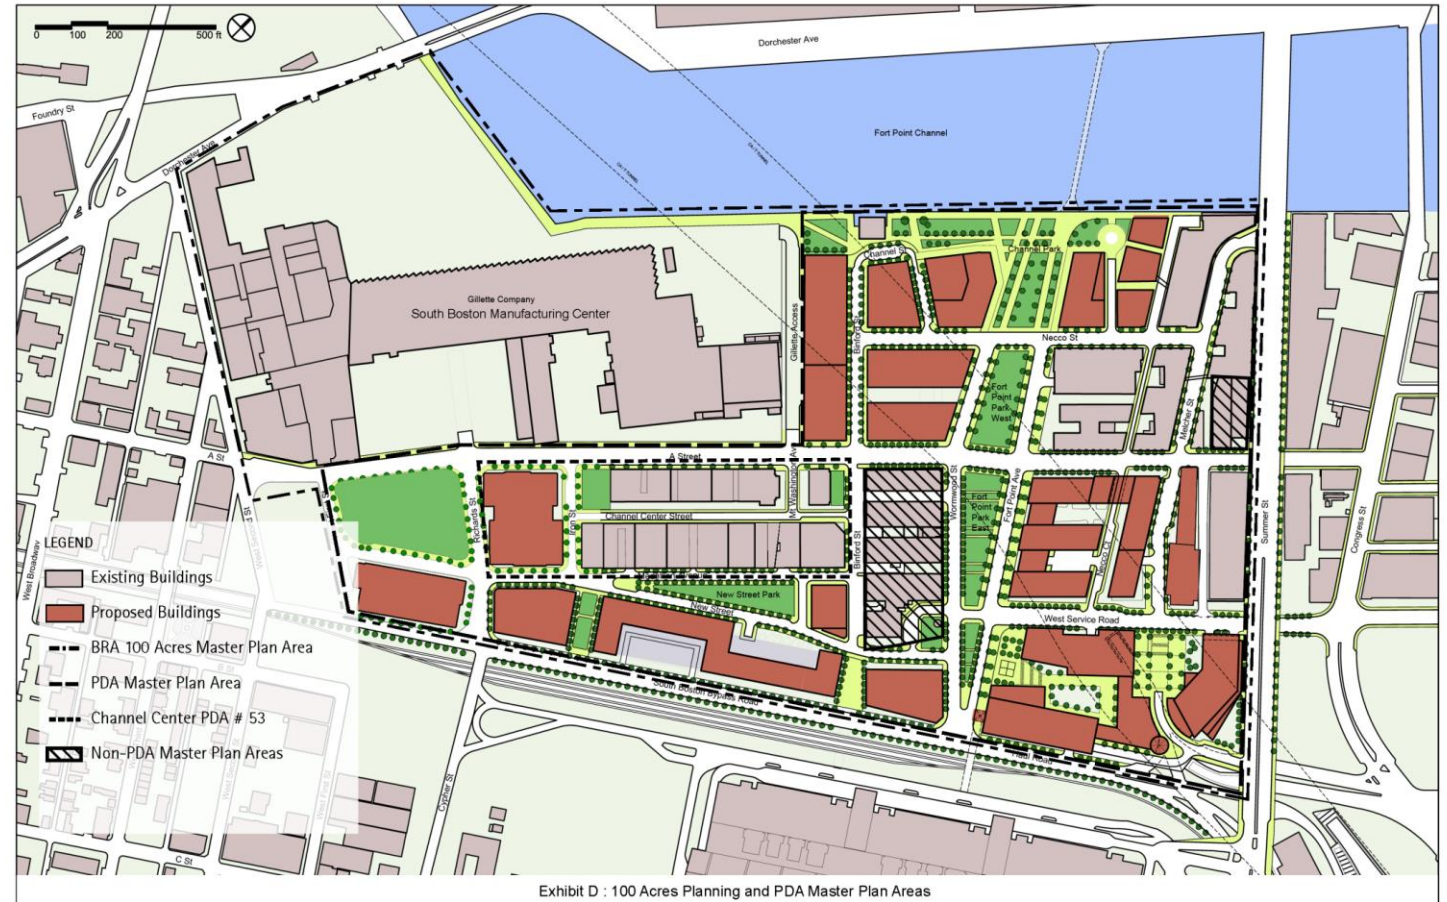 0 100 200 500 ft
Dorchester Ave
Foundry St
Fort Point Channel
Dorchester Ave
Channel Park
Channel St
Gillette Company
South Boston Manufacturing Center
Gillette Access
Binford St
Necco St
Fort
Point
Park
West
Melcher St
A St
A Street
Mt Washington Ave
Richards St
Iron St
Channel Center Street
Binford St
Wormwood St
Fort
Point
Park
East
Fort Point Ave
Necco Ct
Summer St
Congress St
West Broadway
New Street Park
New Street
West Service Road
South Boston Bypass Road
Haul Road
Cypher St
B St
West First St
C St
LEGEND
Existing Buildings
Proposed Buildings
BRA 100 Acres Master Plan Area
PDA Master Plan Area
Channel Center PDA # 53
Non-PDA Master Plan Areas
Exhibit D : 100 Acres Planning and PDA Master Plan Areas